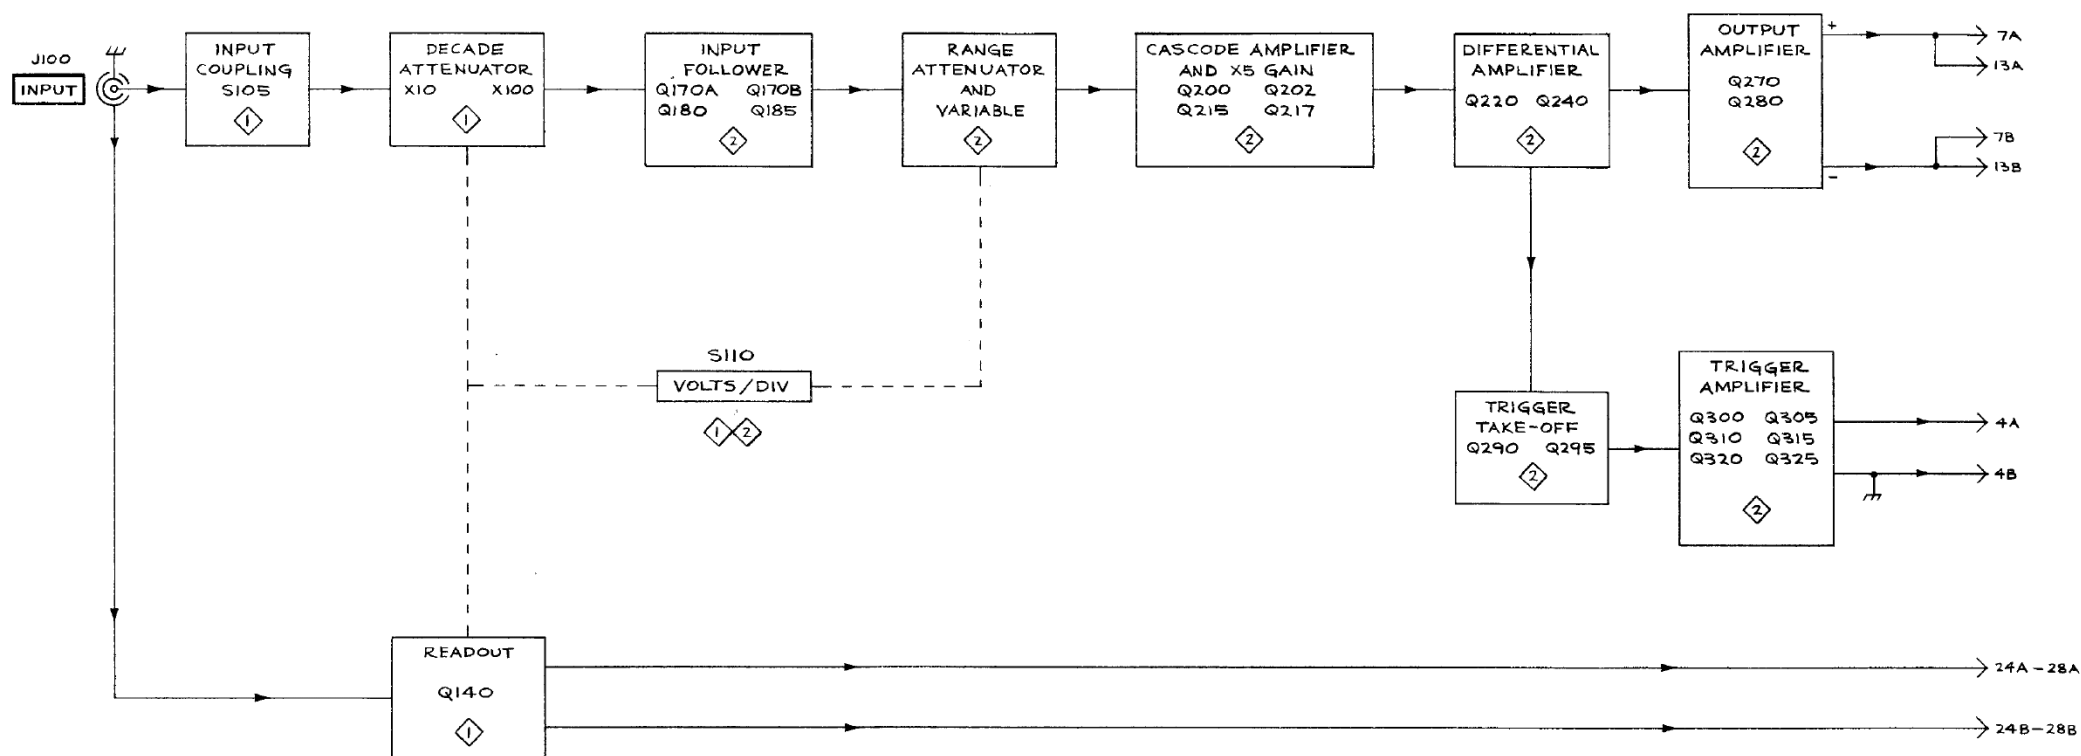 J100
INPUT
INPUT
COUPLING
S105
1
DECADE
ATTENUATOR
X10 X100
1
INPUT
FOLLOWER
Q170A Q170B
Q180 Q185
2
RANGE
ATTENUATOR
AND
VARIABLE
2
CASCODE AMPLIFIER
AND X5 GAIN
Q200 Q202
Q215 Q217
2
DIFFERENTIAL
AMPLIFIER
Q220 Q240
2
OUTPUT
AMPLIFIER
Q270
Q280
2
+
-
7A
13A
7B
13B
S110
VOLTS/DIV
1 2
TRIGGER
TAKE-OFF
Q290 Q295
2
TRIGGER
AMPLIFIER
Q300 Q305
Q310 Q315
Q320 Q325
2
4A
4B
READOUT
Q140
1
24A-28A
24B-28B